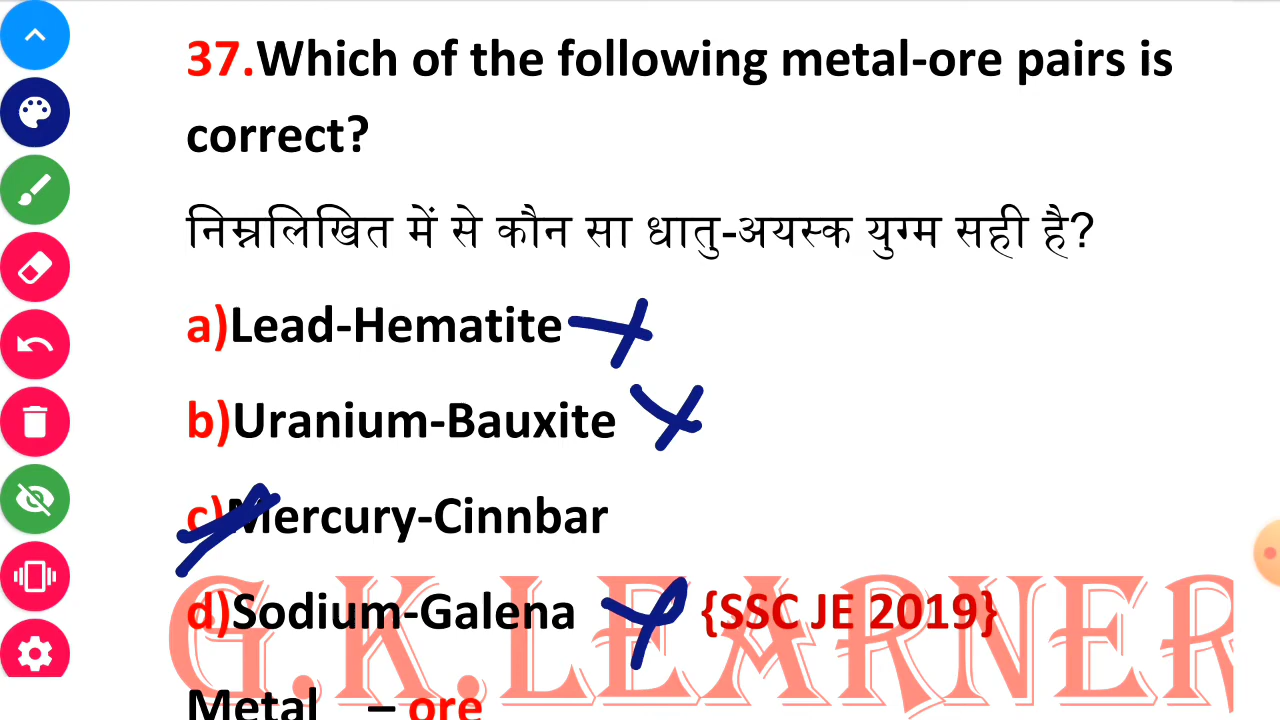 37.Which of the following metal-ore pairs is
correct?
निम्नलिखित में से कौन सा धातु-अयस्क युग्म सही है?
a)Lead-Hematite
b)Uranium-Bauxite
c)Mercury-Cinnbar
d)Sodium-Galena {SSC JE 2019}
G.K.LEARNER
Metal – ore